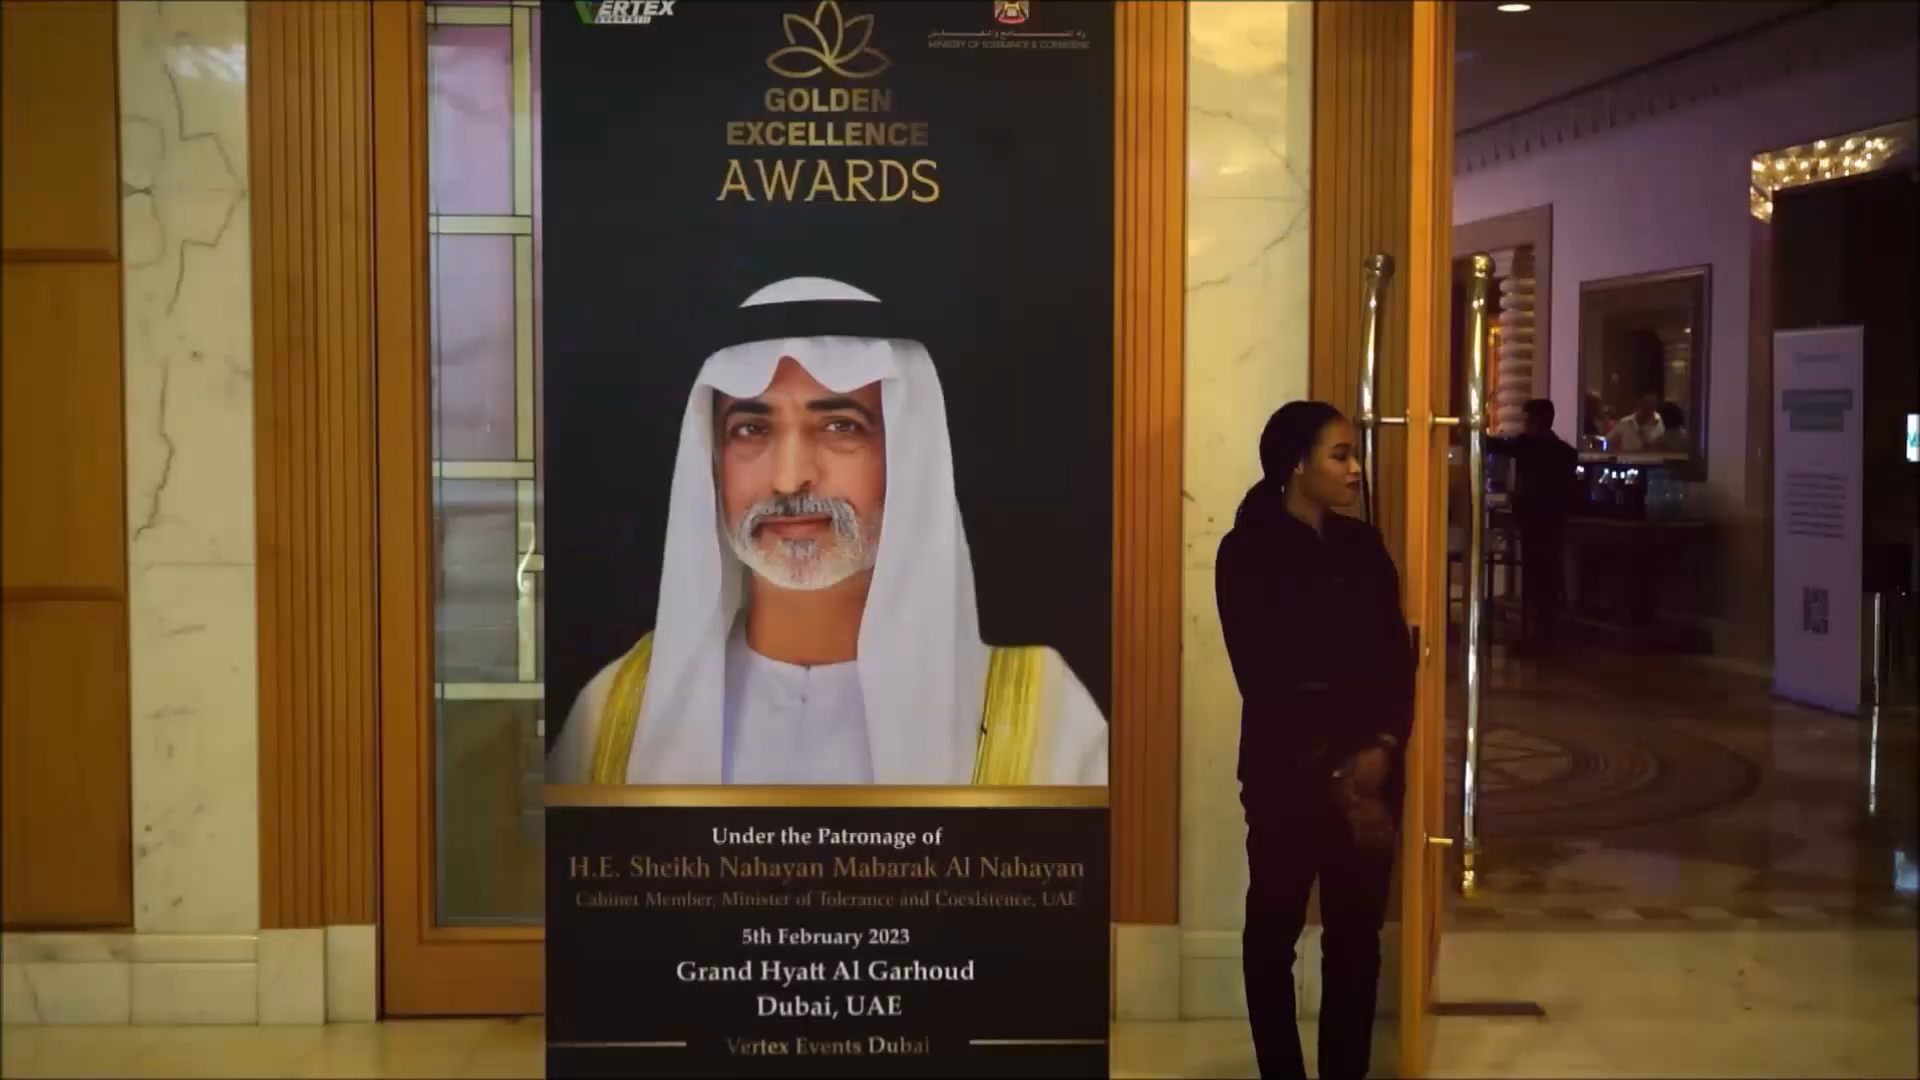 VERTEX
EVENTS
GOLDEN
EXCELLENCE
AWARDS
Under the Patronage of
H.E. Sheikh Nahayan Mabarak Al Nahayan
Cabinet Member, Minister of Tolerance and Coexistence, UAE
5th February 2023
Grand Hyatt Al Garhoud
Dubai, UAE
Vertex Events Dubai